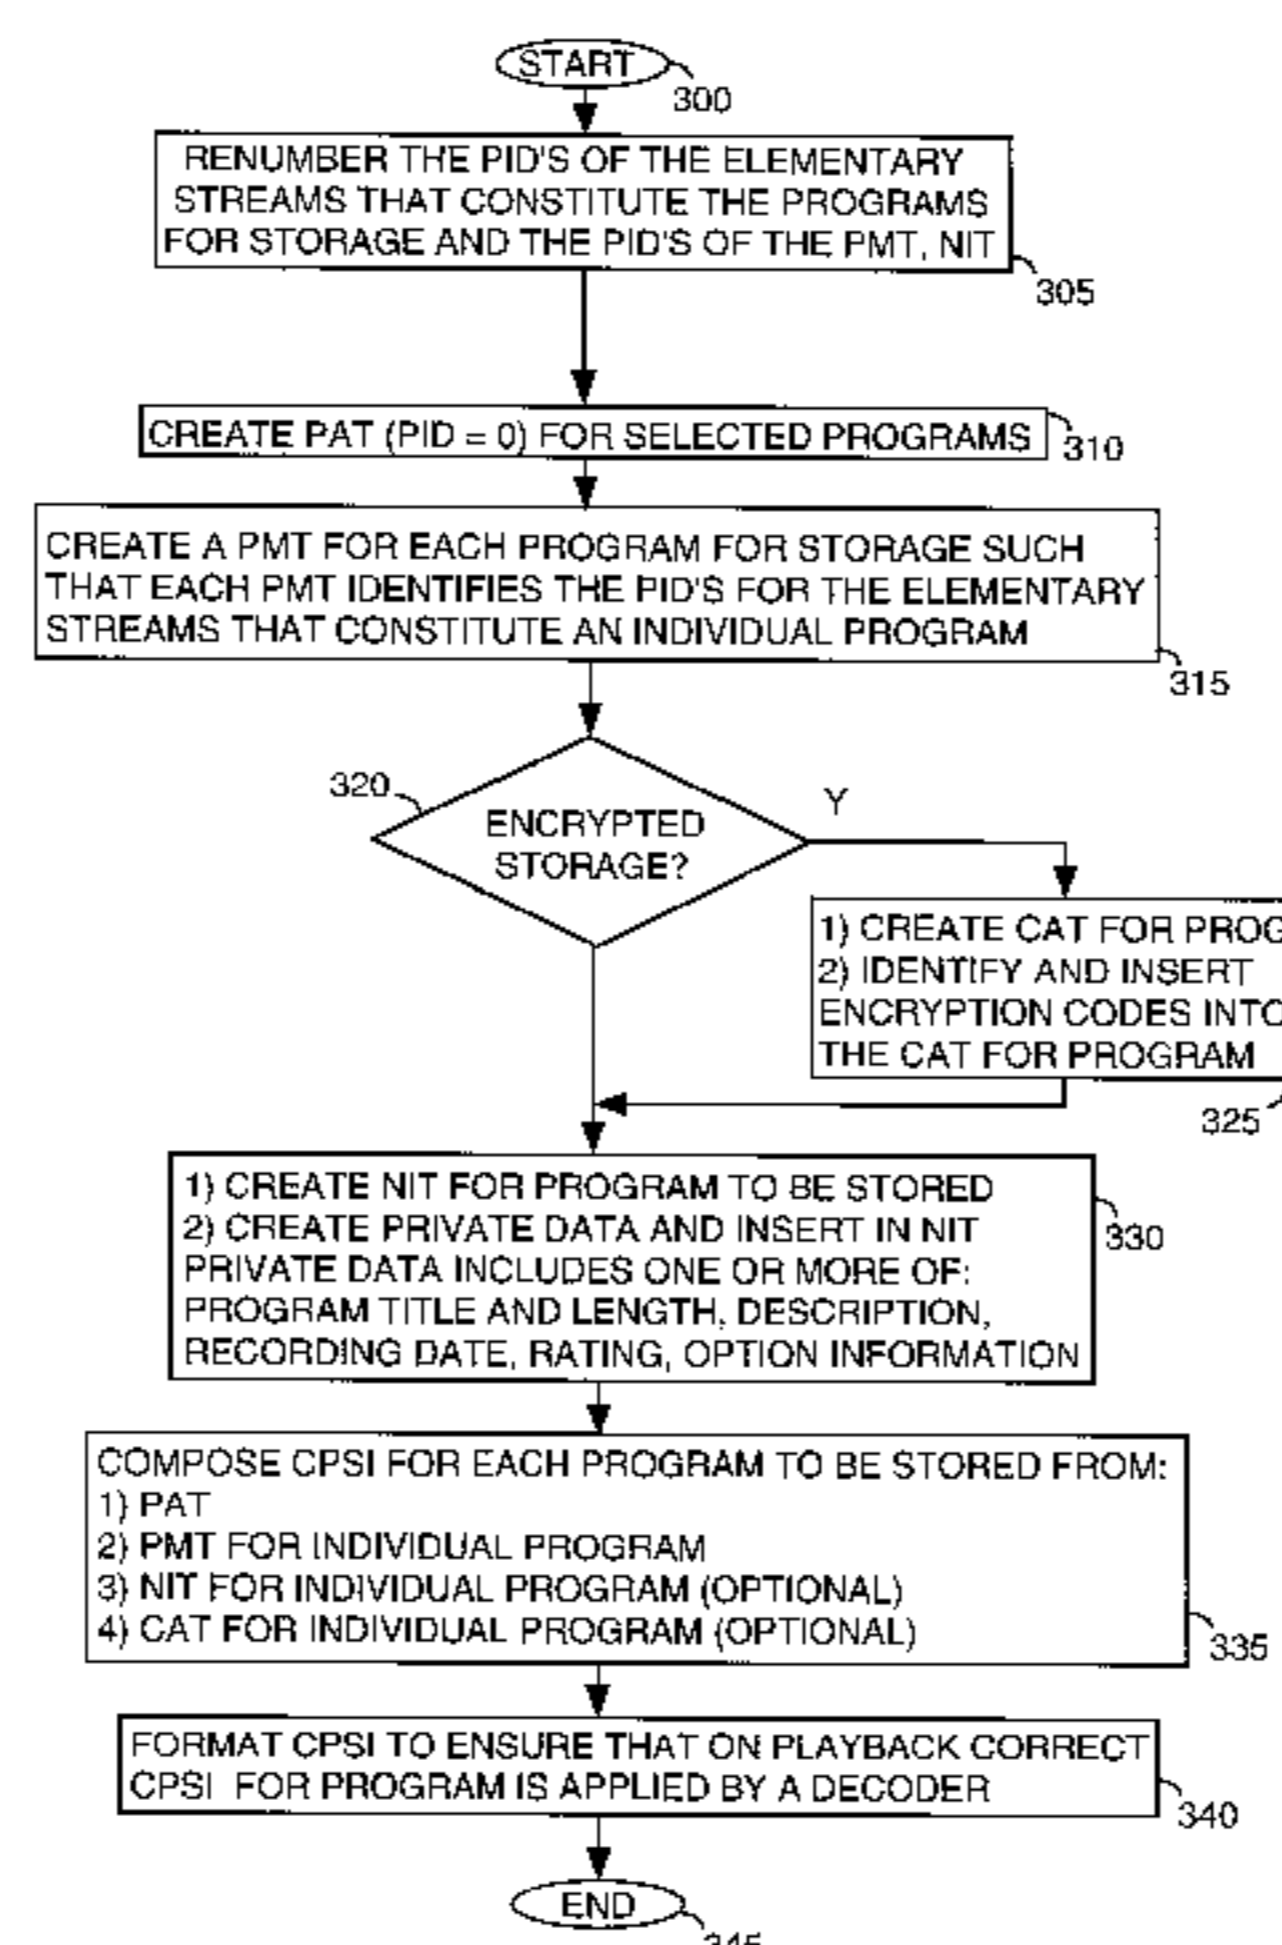 START
300
RENUMBER THE PID'S OF THE ELEMENTARY
STREAMS THAT CONSTITUTE THE PROGRAMS
FOR STORAGE AND THE PID'S OF THE PMT, NIT
305
CREATE PAT (PID = 0) FOR SELECTED PROGRAMS
310
CREATE A PMT FOR EACH PROGRAM FOR STORAGE SUCH
THAT EACH PMT IDENTIFIES THE PID'S FOR THE ELEMENTARY
STREAMS THAT CONSTITUTE AN INDIVIDUAL PROGRAM
315
320
ENCRYPTED
STORAGE?
Y
1) CREATE CAT FOR
2) IDENTIFY AND INSERT
ENCRYPTION CODES INTO
THE CAT FOR PROGRAM
325
1) CREATE NIT FOR PROGRAM TO BE STORED
2) CREATE PRIVATE DATA AND INSERT IN NIT
PRIVATE DATA INCLUDES ONE OR MORE OF:
PROGRAM TITLE AND LENGTH, DESCRIPTION,
RECORDING DATE, RATING, OPTION INFORMATION
330
COMPOSE CPSI FOR EACH PROGRAM TO BE STORED FROM:
1) PAT
2) PMT FOR INDIVIDUAL PROGRAM
3) NIT FOR INDIVIDUAL PROGRAM (OPTIONAL)
4) CAT FOR INDIVIDUAL PROGRAM (OPTIONAL)
335
FORMAT CPSI TO ENSURE THAT ON PLAYBACK CORRECT
CPSI FOR PROGRAM IS APPLIED BY A DECODER
340
END